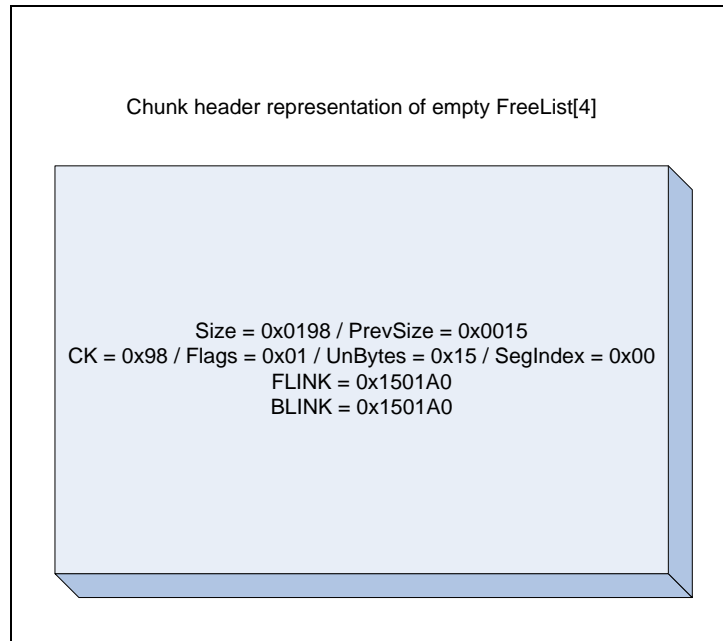 Chunk header representation of empty FreeList[4]
Size = 0x0198 / PrevSize = 0x0015
CK = 0x98 / Flags = 0x01 / UnBytes = 0x15 / SegIndex = 0x00
FLINK = 0x1501A0
BLINK = 0x1501A0